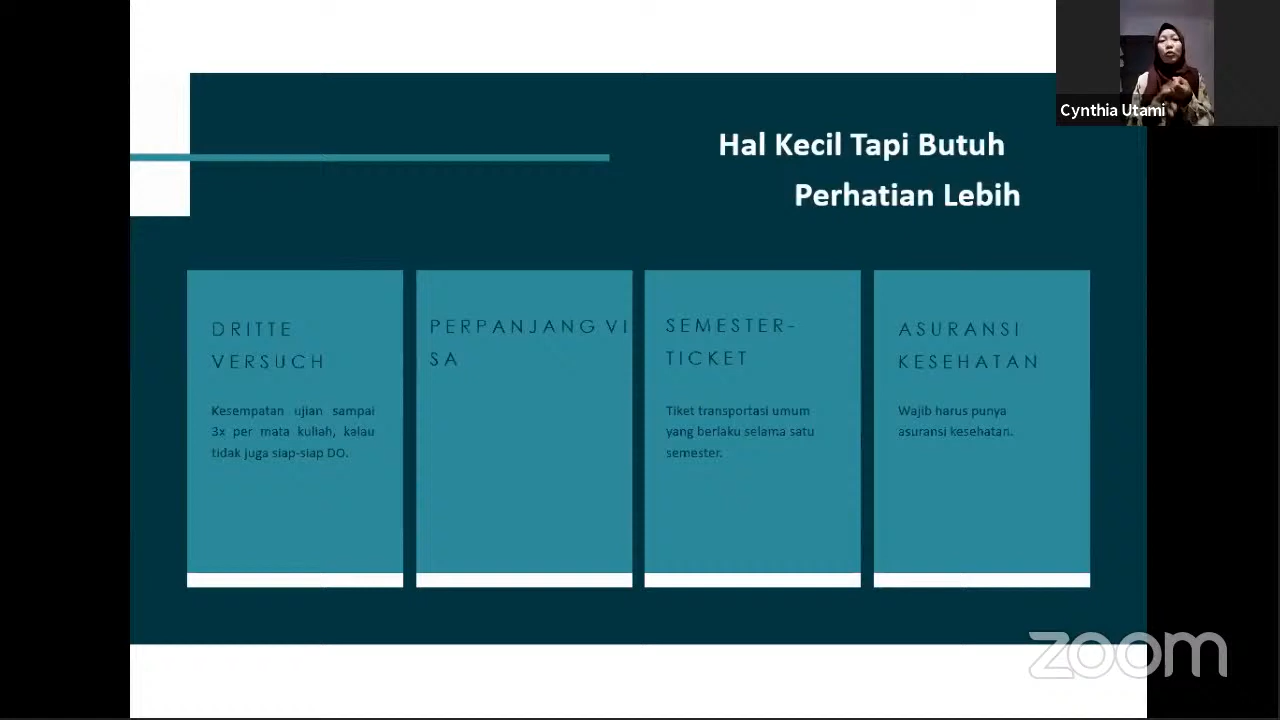 Cynthia Utami
Hal Kecil Tapi Butuh
Perhatian Lebih
DRITTE
VERSUCH
Kesempatan ujian sampai
3x per mata kuliah, kalau
tidak juga siap-siap DO.
PERPANJANG VI
SA
SEMESTER-
TICKET
Tiket transportasi umum
yang berlaku selama satu
semester.
ASURANSI
KESEHATAN
Wajib harus punya
asuransi kesehatan.
zoom